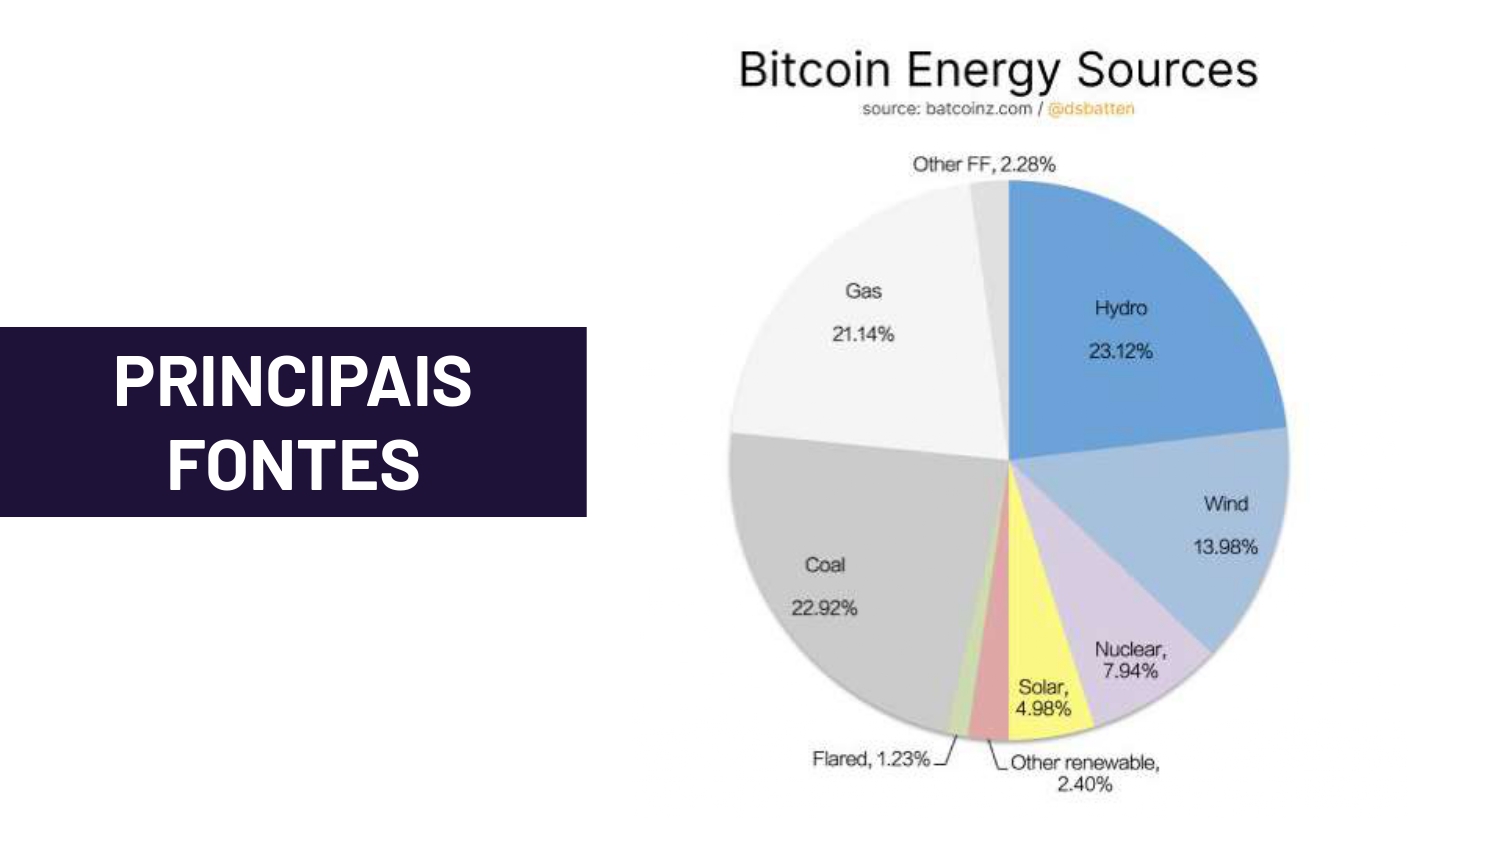 PRINCIPAIS
FONTES
Bitcoin Energy Sources
source: batcoinz.com / @dsbatten
Other FF, 2.28%
Gas
21.14%
Hydro
23.12%
Wind
13.98%
Coal
22.92%
Nuclear,
7.94%
Solar,
4.98%
Flared, 1.23%
Other renewable,
2.40%